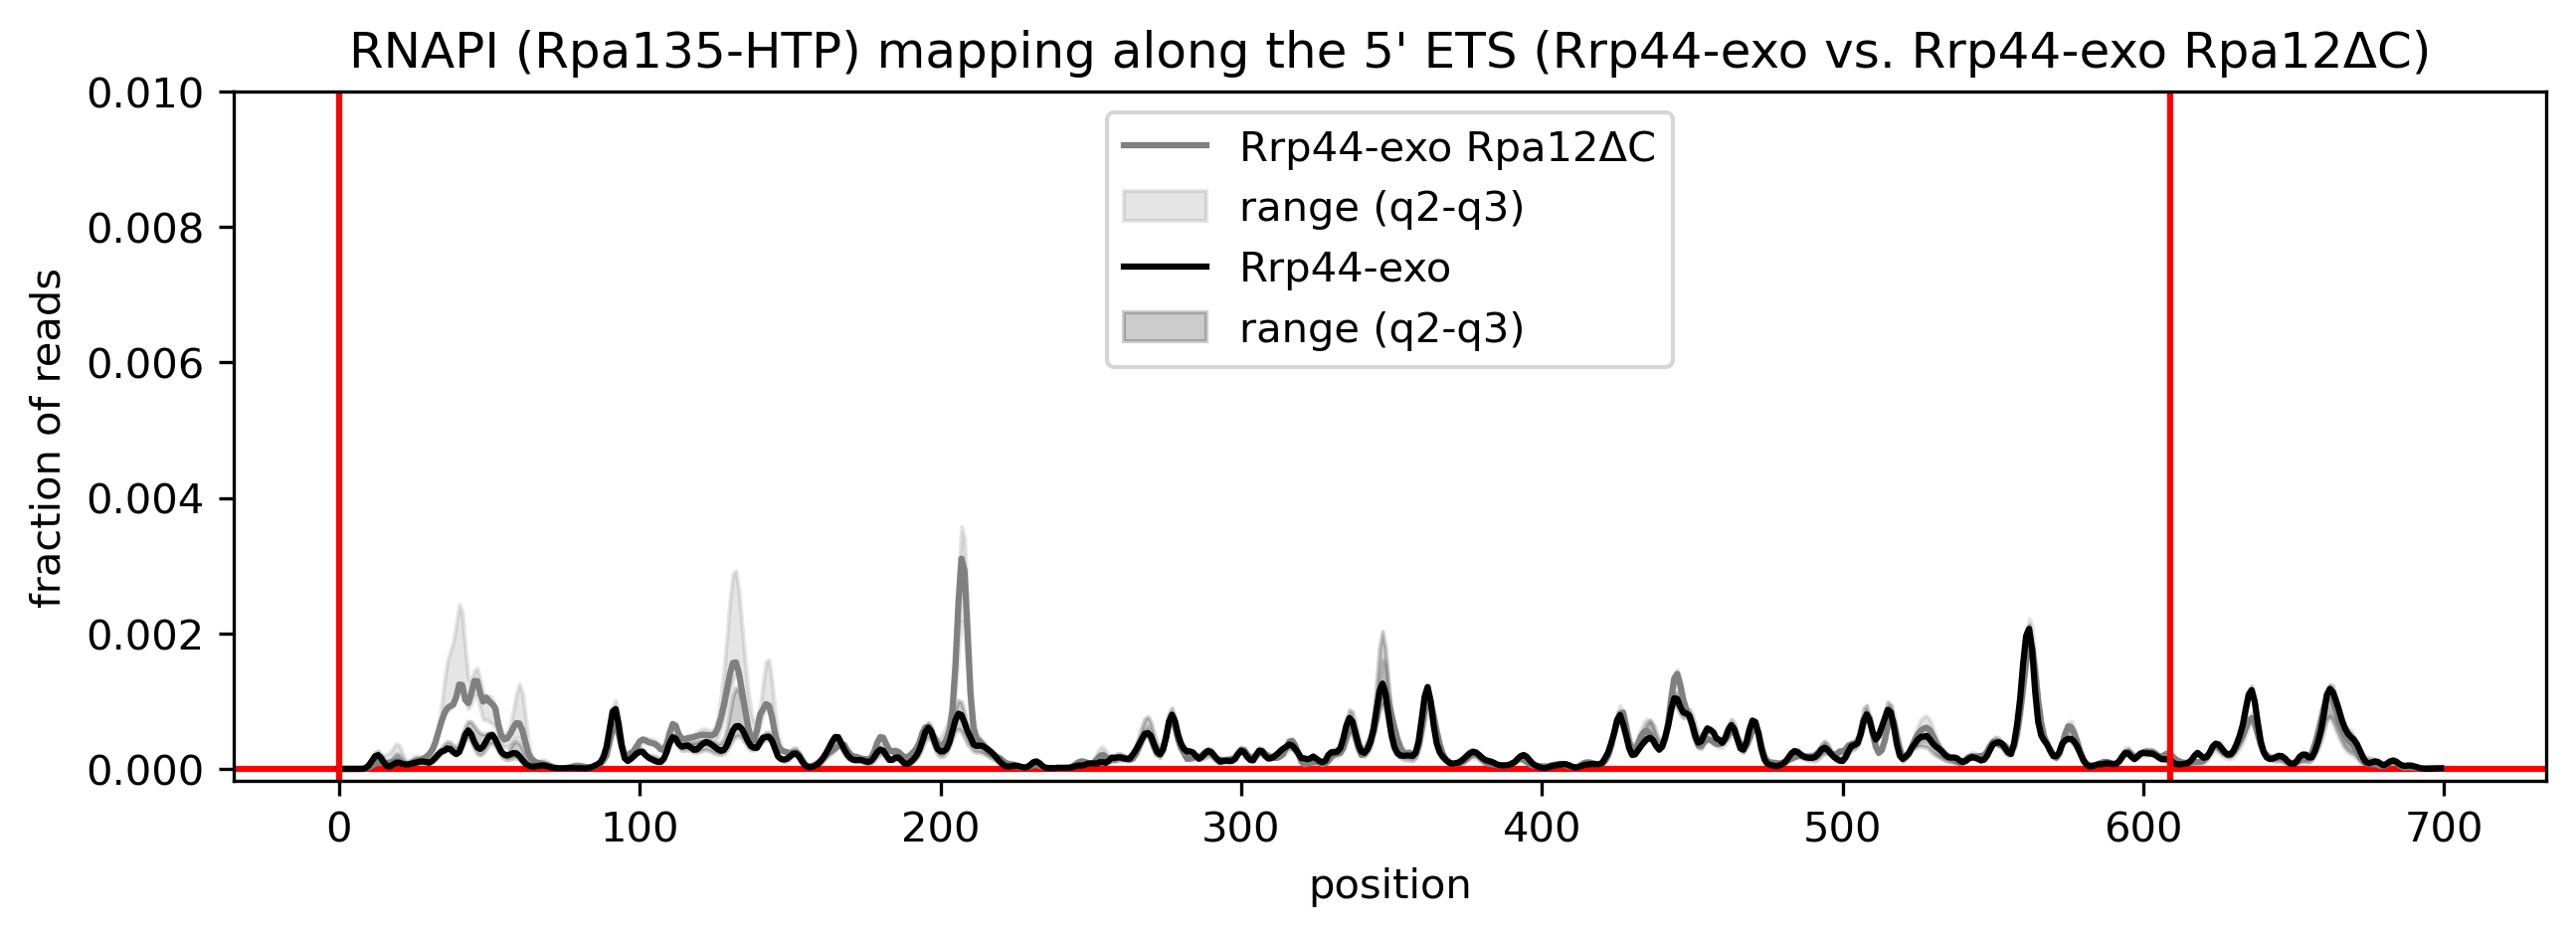 RNAPI (Rpa135-HTP) mapping along the 5' ETS (Rrp44-exo vs. Rrp44-exo Rpa12ΔC)
0.010
0.008
0.006
0.004
0.002
0.000
fraction of reads
Rrp44-exo Rpa12ΔC
range (q2-q3)
Rrp44-exo
range (q2-q3)
0 100 200 300 400 500 600 700
position